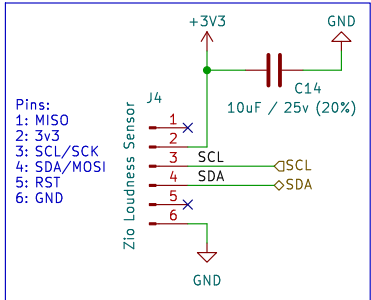 +3V3
GND
C14
10uF / 25v (20%)
J4
Zio Loudness Sensor
Pins:
1: MISO
2: 3v3
3: SCL/SCK
4: SDA/MOSI
5: RST
6: GND
1
2
3
SCL
SCL
4
SDA
SDA
5
6
GND